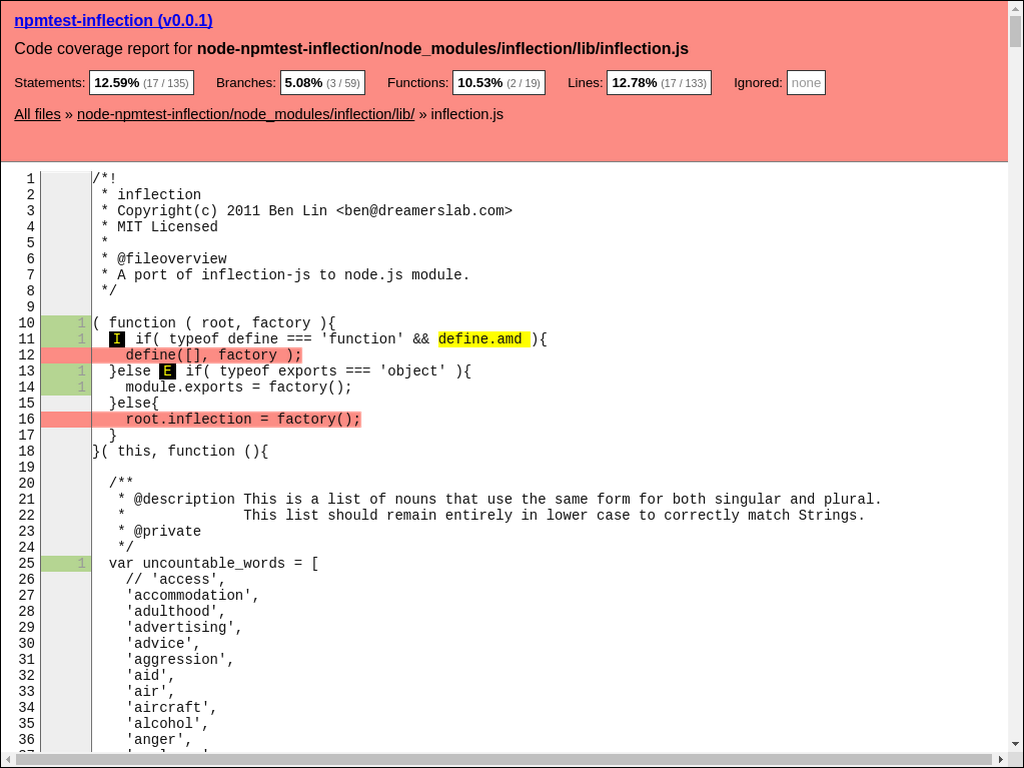 npmtest-inflection (v0.0.1)
Code coverage report for node-npmtest-inflection/node_modules/inflection/lib/inflection.js
Statements: 12.59% (17 / 135) Branches: 5.08% (3 / 59) Functions: 10.53% (2 / 19) Lines: 12.78% (17 / 133) Ignored: none
All files » node-npmtest-inflection/node_modules/inflection/lib/ » inflection.js
1 /*!
2 * inflection
3 * Copyright(c) 2011 Ben Lin <ben@dreamerslab.com>
4 * MIT Licensed
5 *
6 * @fileoverview
7 * A port of inflection-js to node.js module.
8 */
9
10 1 ( function ( root, factory ){
11 1 I if( typeof define === 'function' && define.amd ){
12 define([], factory );
13 1 }else E if( typeof exports === 'object' ){
14 1 module.exports = factory();
15 }else{
16 root.inflection = factory();
17 }
18 }( this, function (){
19
20 /**
21 * @description This is a list of nouns that use the same form for both singular and plural.
22 * This list should remain entirely in lower case to correctly match Strings.
23 * @private
24 */
25 1 var uncountable_words = [
26 // 'access',
27 'accommodation',
28 'adulthood',
29 'advertising',
30 'advice',
31 'aggression',
32 'aid',
33 'air',
34 'aircraft',
35 'alcohol',
36 'anger',